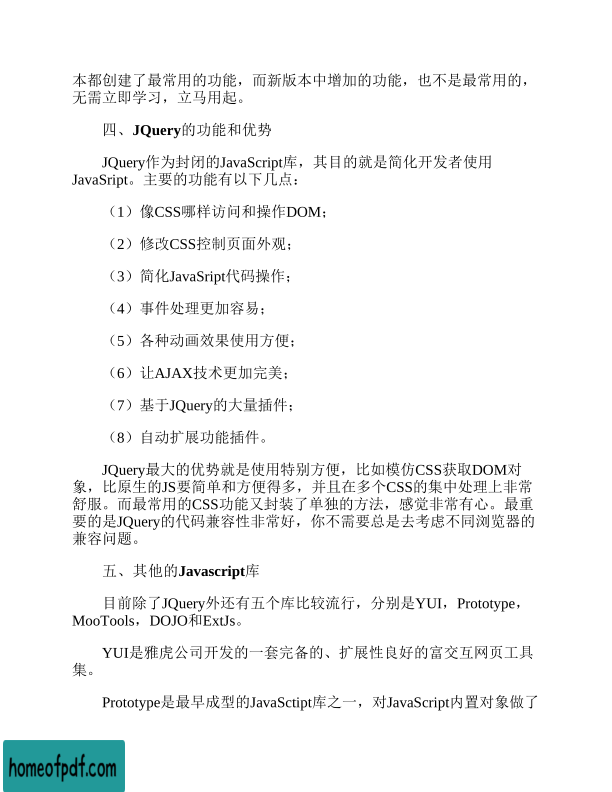 本都创建了最常用的功能，而新版本中增加的功能，也不是最常用的，
无需立即学习，立马用起。
四、JQuery的功能和优势
JQuery作为封闭的JavaScript库，其目的就是简化开发者使用
JavaSript。主要的功能有以下几点：
（1）像CSS哪样访问和操作DOM；
（2）修改CSS控制页面外观；
（3）简化JavaSript代码操作；
（4）事件处理更加容易；
（5）各种动画效果使用方便；
（6）让AJAX技术更加完美；
（7）基于JQuery的大量插件；
（8）自动扩展功能插件。
JQuery最大的优势就是使用特别方便，比如模仿CSS获取DOM对
象，比原生的JS要简单和方便得多，并且在多个CSS的集中处理上非常
舒服。而最常用的CSS功能又封装了单独的方法，感觉非常有心。最重
要的是JQuery的代码兼容性非常好，你不需要总是去考虑不同浏览器的
兼容问题。
五、其他的Javascript库
目前除了JQuery外还有五个库比较流行，分别是YUI，Prototype，
MooTools，DOJO和ExtJs。
YUI是雅虎公司开发的一套完备的、扩展性良好的富交互网页工具
集。
Prototype是最早成型的JavaSctipt库之一，对JavaScript内置对象做了
homeofpdf.com